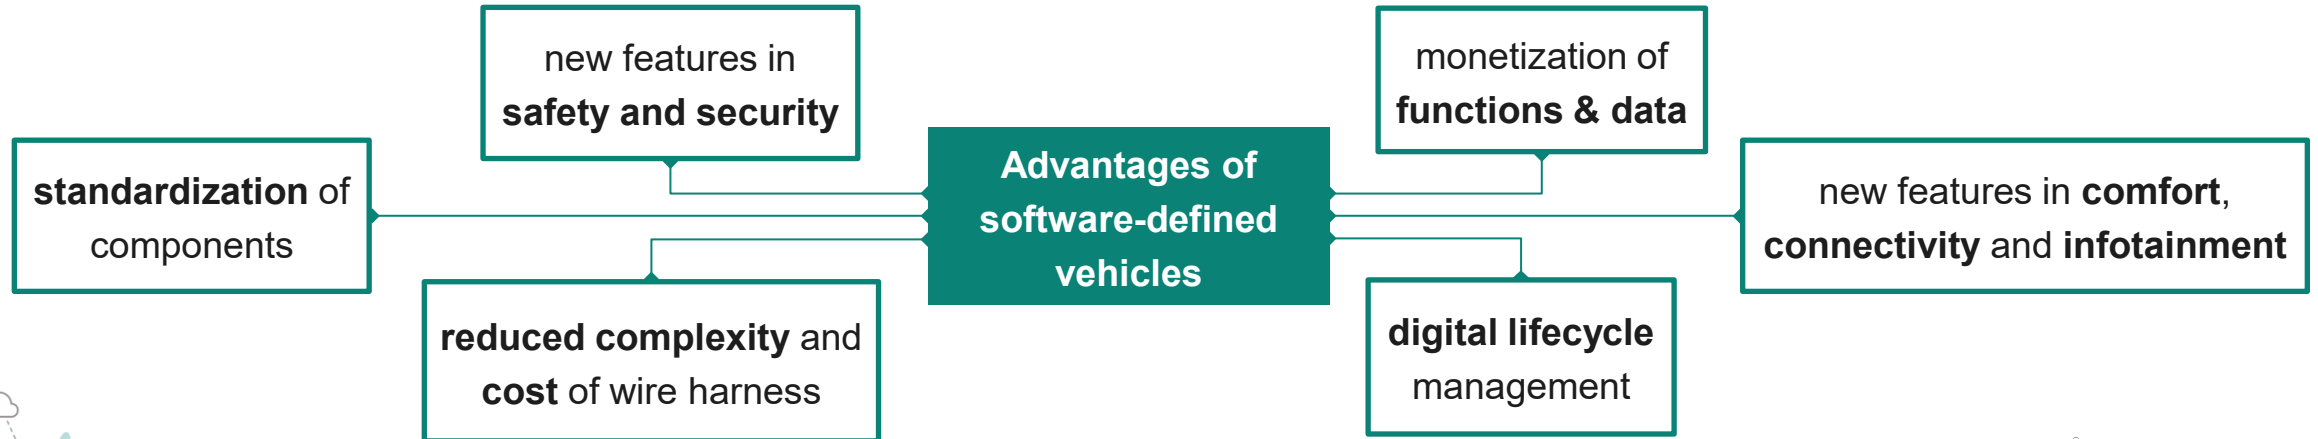 new features in
safety and security
monetization of
functions & data
standardization of
components
Advantages of
software-defined
vehicles
new features in comfort,
connectivity and infotainment
reduced complexity and
cost of wire harness
digital lifecycle
management